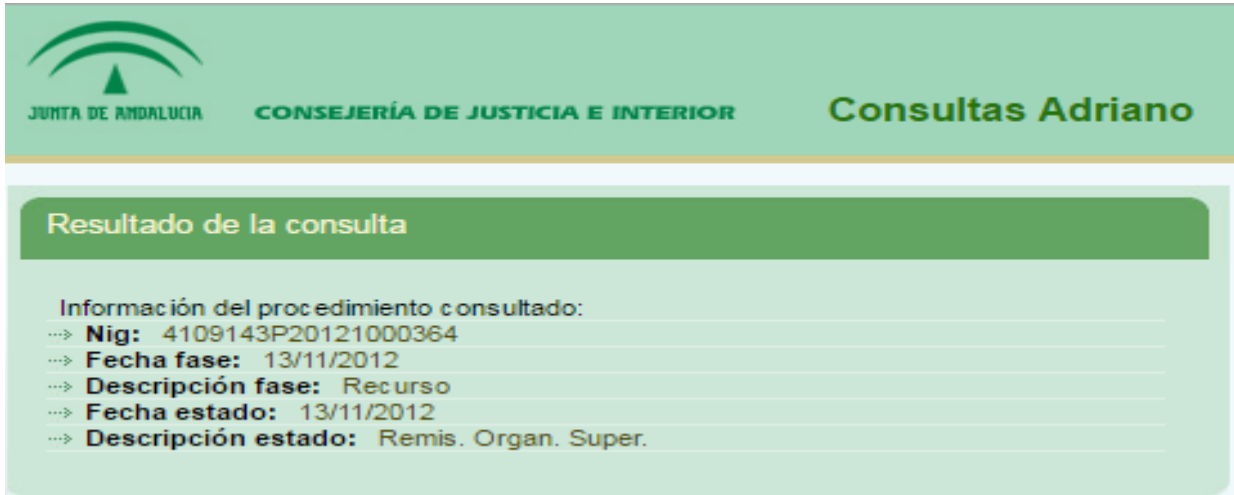 JUNTA DE ANDALUCIA
CONSEJERÍA DE JUSTICIA E INTERIOR
Consultas Adriano
Resultado de la consulta
Información del procedimiento consultado:
Nig: 4109143P20121000364
Fecha fase: 13/11/2012
Descripción fase: Recurso
Fecha estado: 13/11/2012
Descripción estado: Remis. Organ. Super.